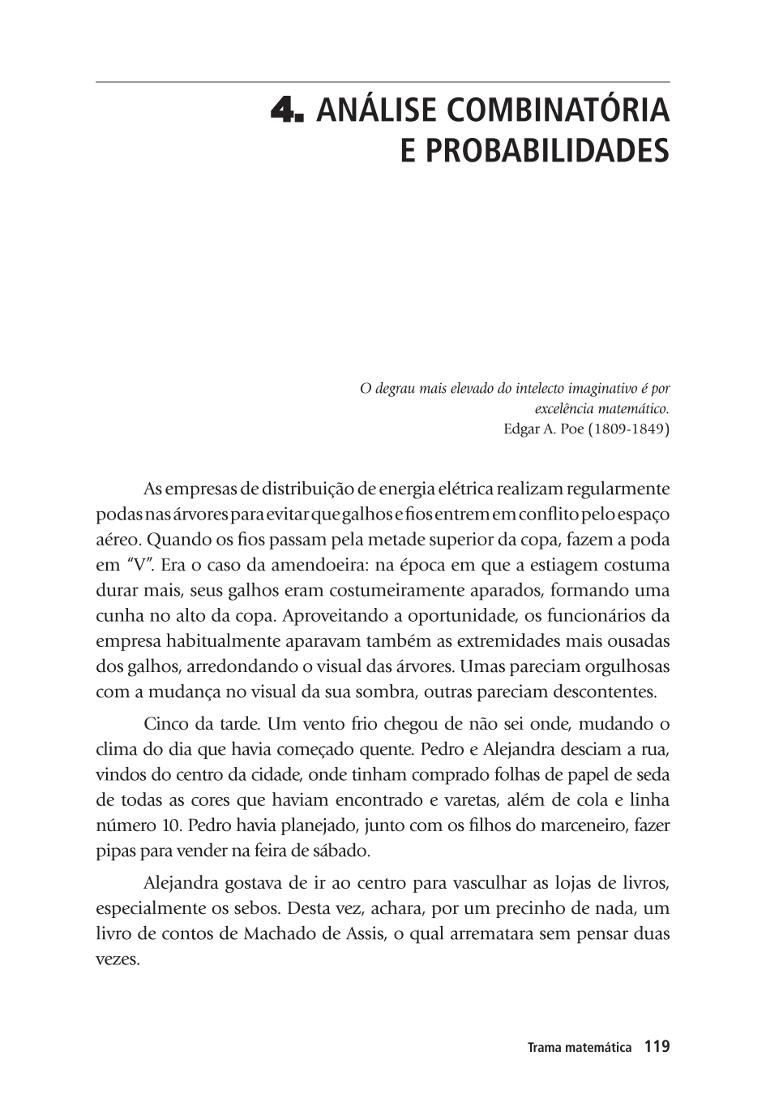 4. ANÁLISE COMBINATÓRIA
E PROBABILIDADES
O degrau mais elevado do intelecto imaginativo é por
excelência matemático.
Edgar A. Poe (1809-1849)
As empresas de distribuição de energia elétrica realizam regularmente
podas nas árvores para evitar que galhos e fios entrem em conflito pelo espaço
aéreo. Quando os fios passam pela metade superior da copa, fazem a poda
em “V”. Era o caso da amendoeira: na época em que a estiagem costuma
durar mais, seus galhos eram costumeiramente aparados, formando uma
cunha no alto da copa. Aproveitando a oportunidade, os funcionários da
empresa habitualmente aparavam também as extremidades mais ousadas
dos galhos, arredondando o visual das árvores. Umas pareciam orgulhosas
com a mudança no visual da sua sombra, outras pareciam descontentes.
Cinco da tarde. Um vento frio chegou de não sei onde, mudando o
clima do dia que havia começado quente. Pedro e Alejandra desciam a rua,
vindos do centro da cidade, onde tinham comprado folhas de papel de seda
de todas as cores que haviam encontrado e varetas, além de cola e linha
número 10. Pedro havia planejado, junto com os filhos do marceneiro, fazer
pipas para vender na feira de sábado.
Alejandra gostava de ir ao centro para vasculhar as lojas de livros,
especialmente os sebos. Desta vez, achara, por um precinho de nada, um
livro de contos de Machado de Assis, o qual arrematara sem pensar duas
vezes.
Trama matemática 119